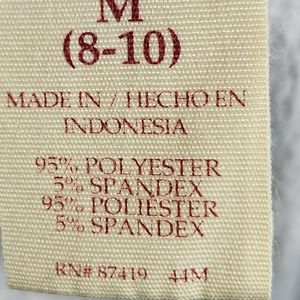 M
(8-10)
MADE IN / HECHO EN
INDONESIA
95% POLYESTER
5% SPANDEX
95% POLIESTER
5% SPANDEX
RN# 87419 44M